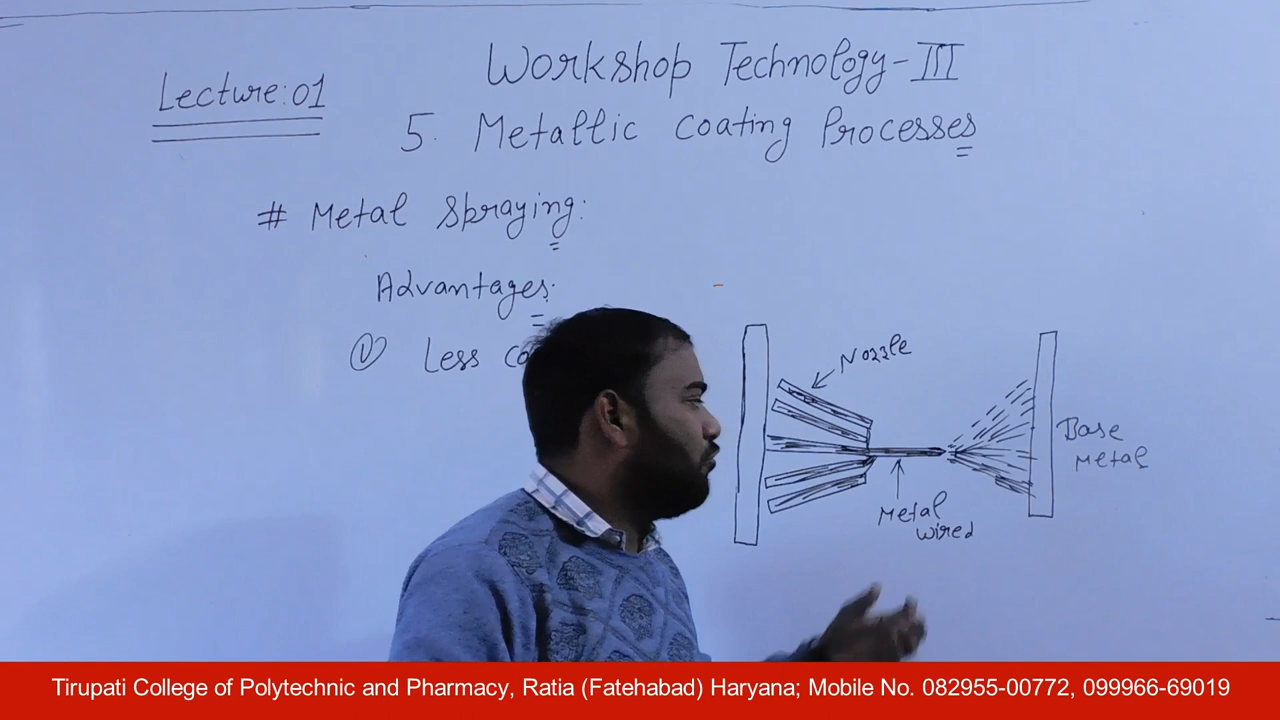 Workshop Technology-III
Lecture:01
5. Metallic Coating Processes
# Metal Spraying:
Advantages:
Less
Nozzle
Base
Metal
Metal
wired
Tirupati College of Polytechnic and Pharmacy, Ratia (Fatehabad) Haryana; Mobile No. 082955-00772, 099966-69019